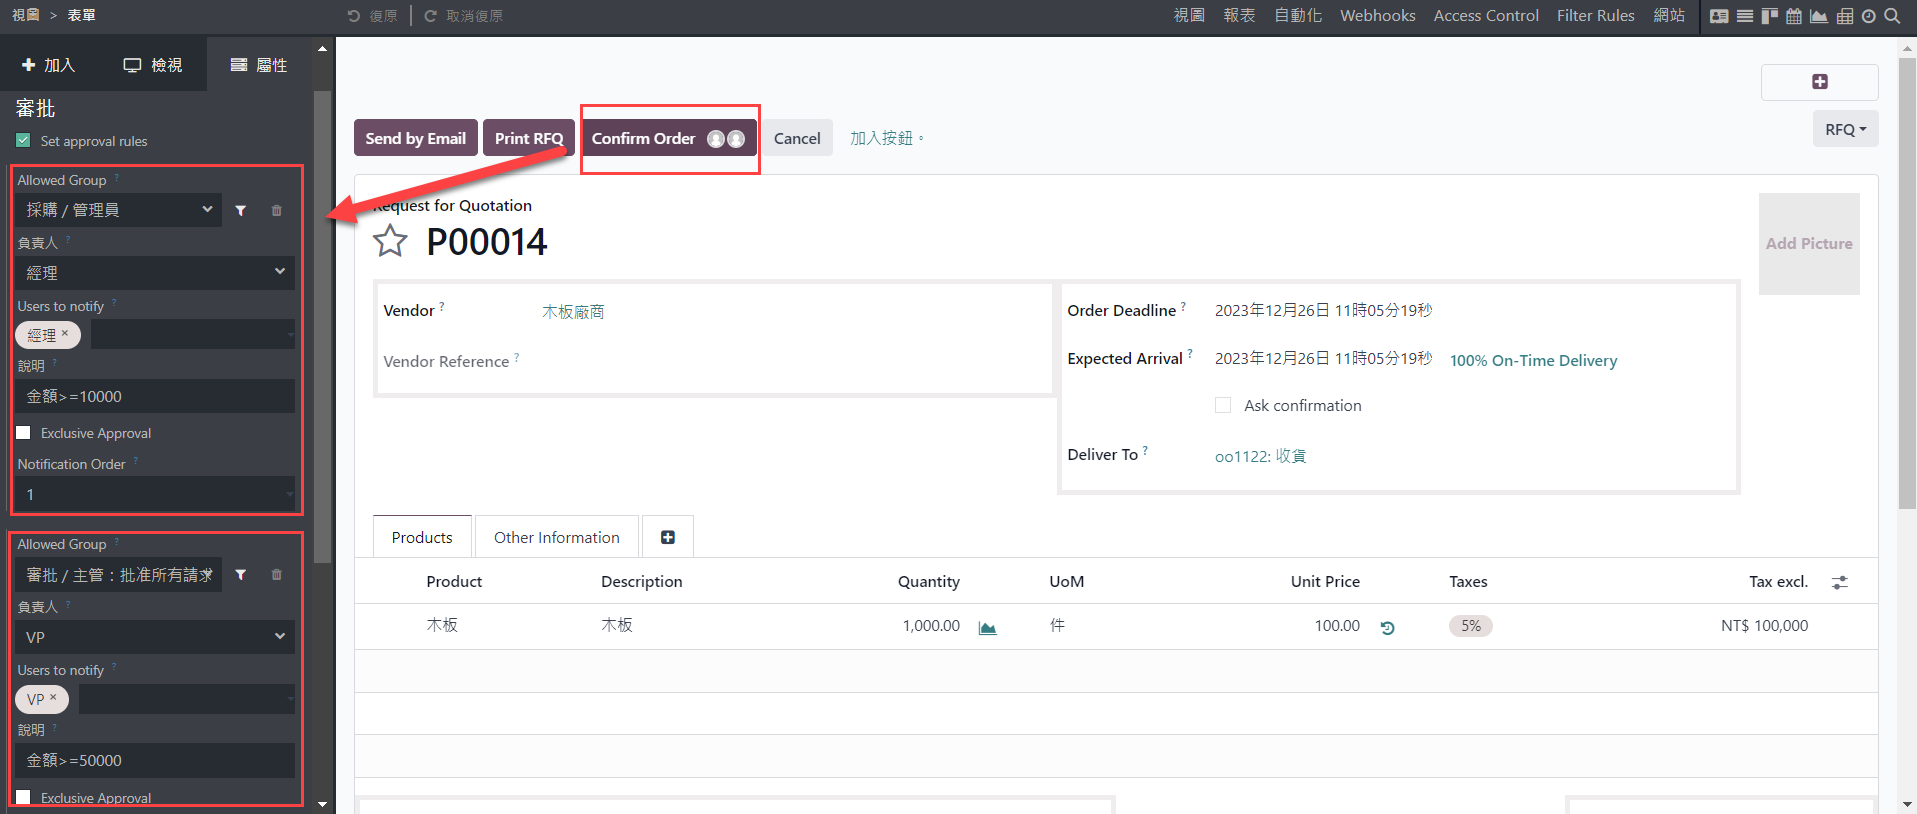 視圖 > 表單
復原 取消復原
視圖 報表 自動化 Webhooks Access Control Filter Rules 網站
加入 檢視 屬性
審批
Set approval rules
Allowed Group ?
採購 / 管理員
負責人 ?
經理
Users to notify ?
經理 ×
說明 ?
金額>=10000
Exclusive Approval
Notification Order ?
1
Allowed Group ?
審批 / 主管：批准所有請求
負責人 ?
VP
Users to notify ?
VP ×
說明 ?
金額>=50000
Exclusive Approval
Send by Email Print RFQ Confirm Order Cancel 加入按鈕。
RFQ
Request for Quotation
P00014
Add Picture
Vendor ? 木板廠商
Vendor Reference ?
Order Deadline ? 2023年12月26日 11時05分19秒
Expected Arrival ? 2023年12月26日 11時05分19秒 100% On-Time Delivery
Ask confirmation
Deliver To ? oo1122: 收貨
Products Other Information
Product Description Quantity UoM Unit Price Taxes Tax excl.
木板 木板 1,000.00 件 100.00 5% NT$ 100,000